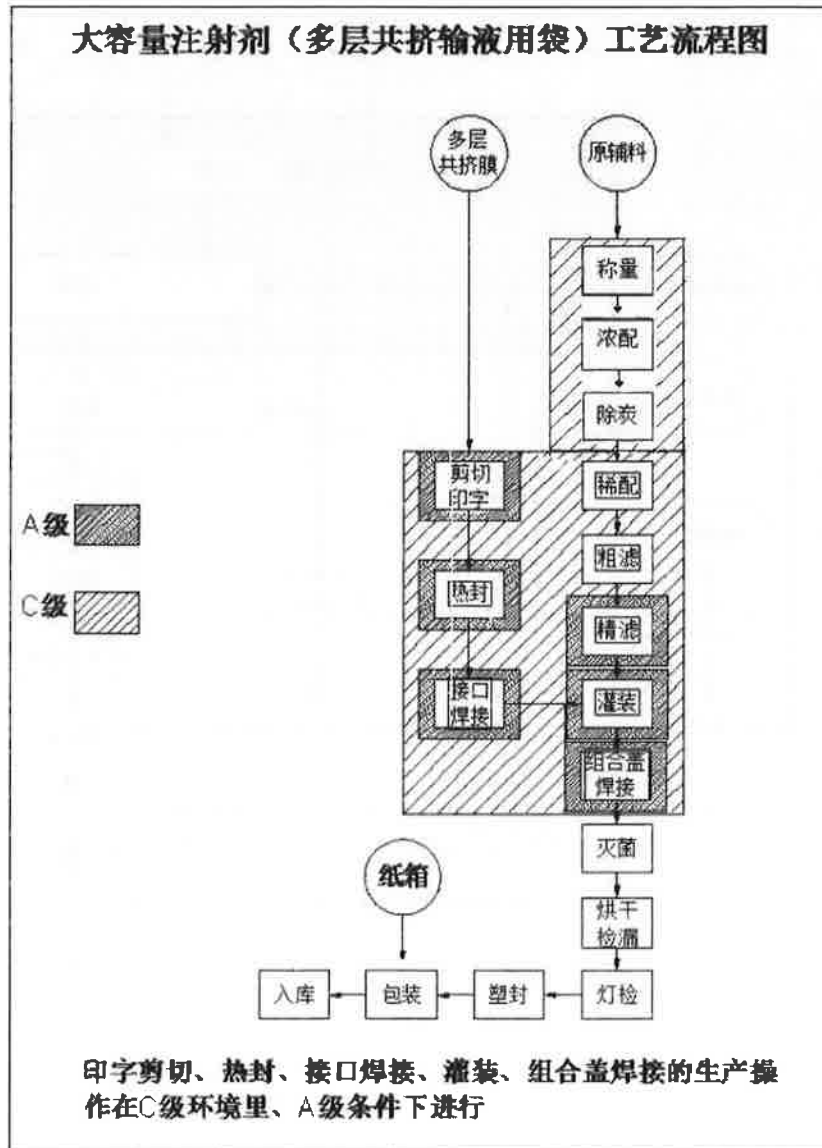 大容量注射剂（多层共挤输液用袋）工艺流程图
多层
共挤膜
原辅料
称量
浓配
除炭
剪切
印字
稀配
A级
粗滤
热封
C级
精滤
接口
焊接
灌装
组合盖
焊接
灭菌
纸箱
烘干
检漏
入库
包装
塑封
灯检
印字剪切、热封、接口焊接、灌装、组合盖焊接的生产操
作在C级环境里、A级条件下进行